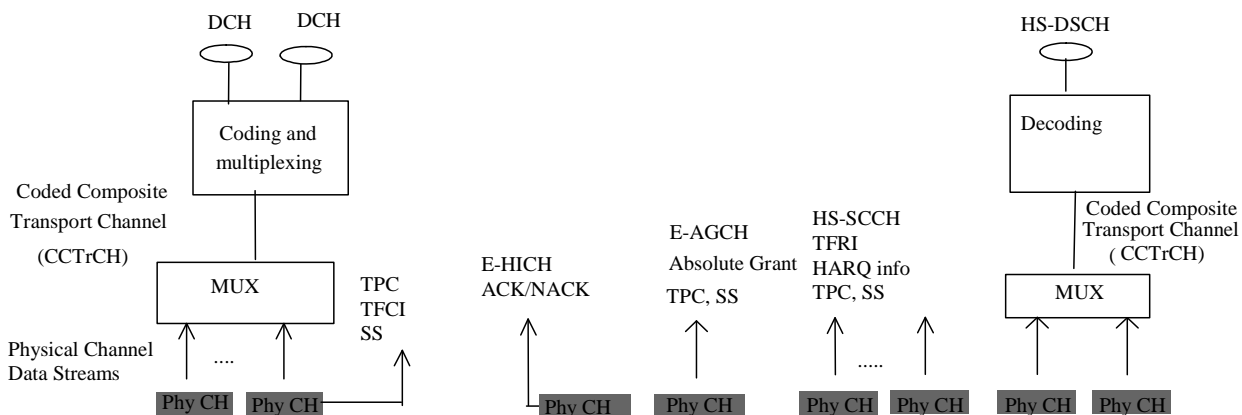 DCH
DCH
Coding and
multiplexing
Coded Composite
Transport Channel
(CCTrCH)
MUX
TPC
TFCI
SS
Physical Channel
Data Streams
....
Phy CH
Phy CH
E-HICH
ACK/NACK
Phy CH
E-AGCH
Absolute Grant
TPC, SS
Phy CH
HS-SCCH
TFRI
HARQ info
TPC, SS
.....
Phy CH
Phy CH
HS-DSCH
Decoding
Coded Composite
Transport Channel
( CCTrCH)
MUX
Phy CH
Phy CH